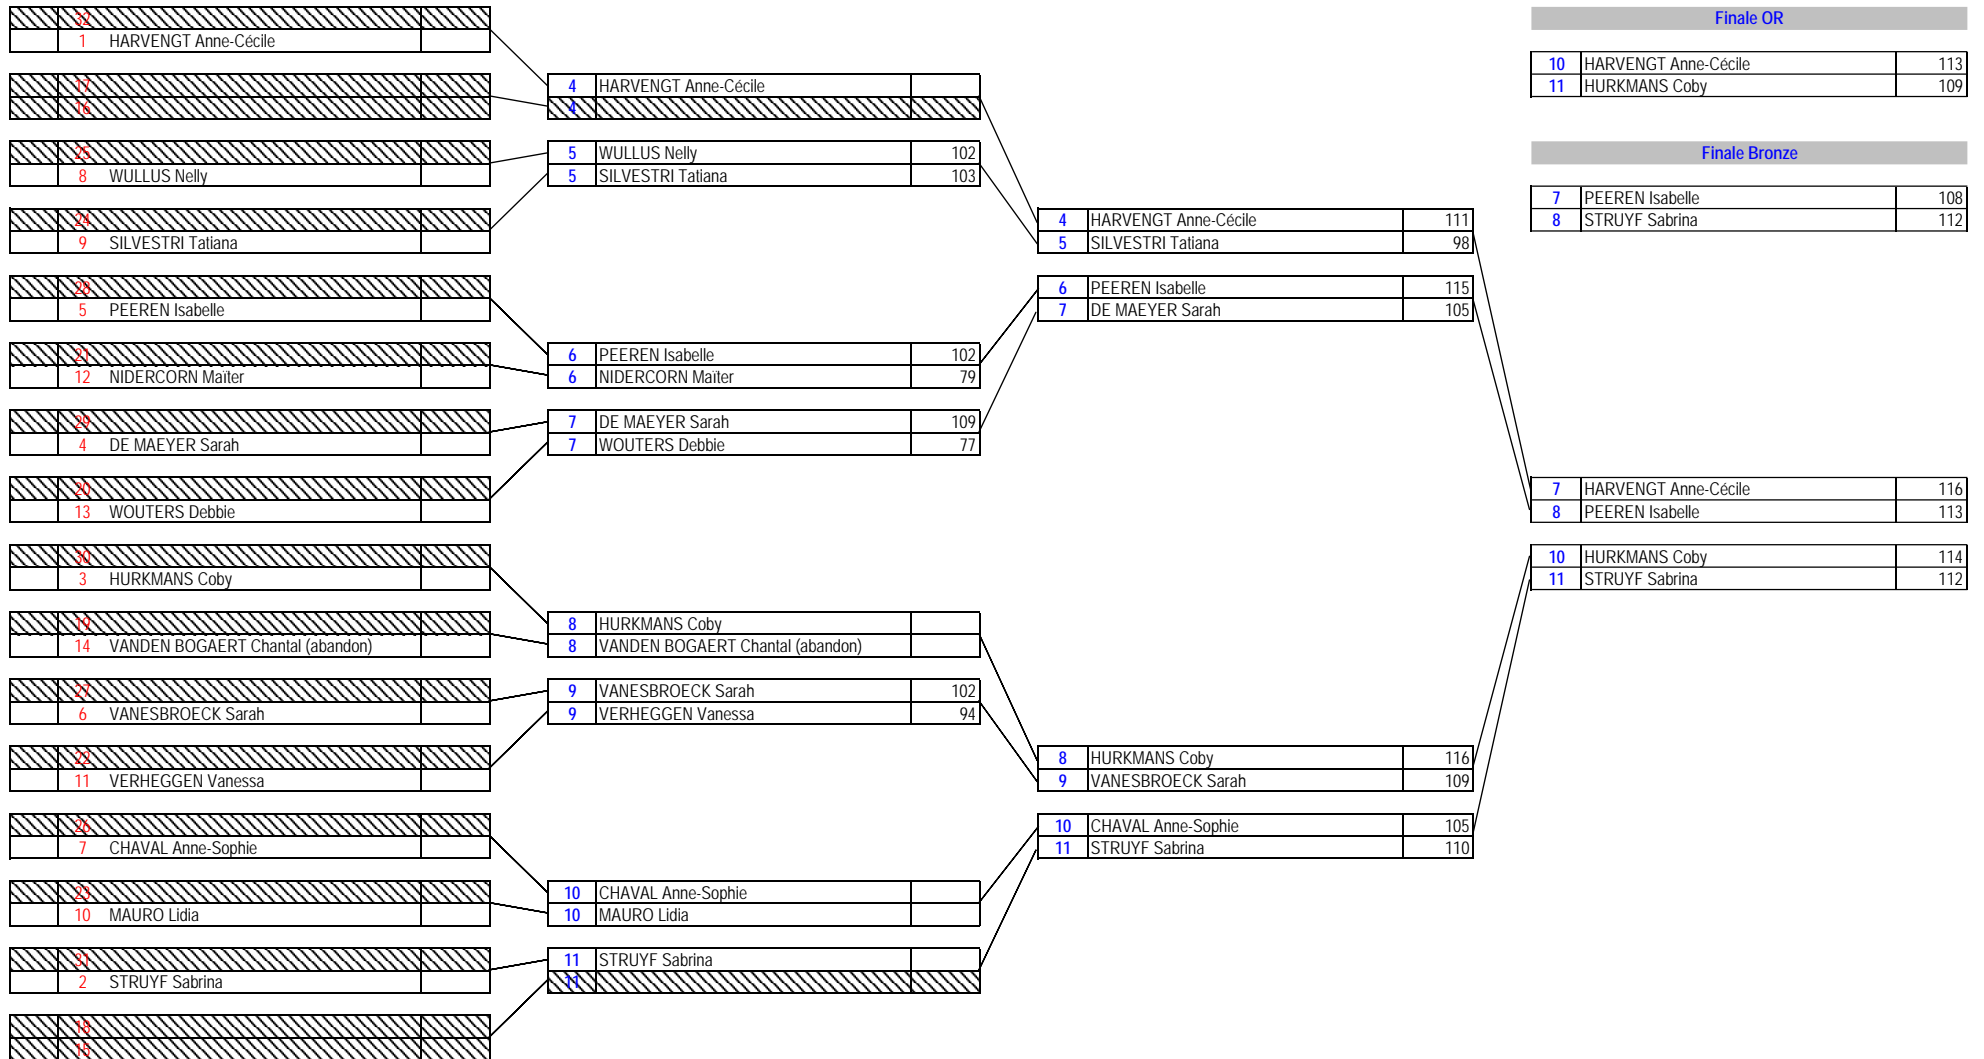 32
1 HARVENGT Anne-Cécile
17
16
25
8 WULLUS Nelly
24
9 SILVESTRI Tatiana
28
5 PEEREN Isabelle
21
12 NIDERCORN Maïter
29
4 DE MAEYER Sarah
20
13 WOUTERS Debbie
30
3 HURKMANS Coby
19
14 VANDEN BOGAERT Chantal (abandon)
27
6 VANESBROECK Sarah
22
11 VERHEGGEN Vanessa
26
7 CHAVAL Anne-Sophie
23
10 MAURO Lidia
31
2 STRUYF Sabrina
18
15
4 HARVENGT Anne-Cécile
4
5 WULLUS Nelly 102
5 SILVESTRI Tatiana 103
6 PEEREN Isabelle 102
6 NIDERCORN Maïter 79
7 DE MAEYER Sarah 109
7 WOUTERS Debbie 77
8 HURKMANS Coby
8 VANDEN BOGAERT Chantal (abandon)
9 VANESBROECK Sarah 102
9 VERHEGGEN Vanessa 94
10 CHAVAL Anne-Sophie
10 MAURO Lidia
11 STRUYF Sabrina
11
4 HARVENGT Anne-Cécile 111
5 SILVESTRI Tatiana 98
6 PEEREN Isabelle 115
7 DE MAEYER Sarah 105
8 HURKMANS Coby 116
9 VANESBROECK Sarah 109
10 CHAVAL Anne-Sophie 105
11 STRUYF Sabrina 110
Finale OR
10 HARVENGT Anne-Cécile 113
11 HURKMANS Coby 109
Finale Bronze
7 PEEREN Isabelle 108
8 STRUYF Sabrina 112
7 HARVENGT Anne-Cécile 116
8 PEEREN Isabelle 113
10 HURKMANS Coby 114
11 STRUYF Sabrina 112